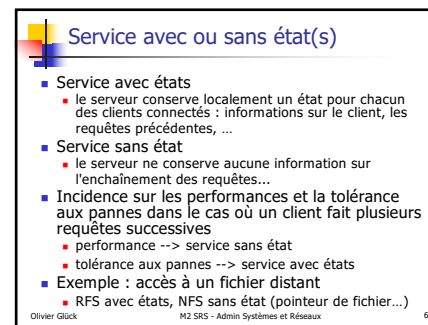 Service avec ou sans état(s)
Service avec états
le serveur conserve localement un état pour chacun
des clients connectés : informations sur le client, les
requêtes précédentes, ...
Service sans état
le serveur ne conserve aucune information sur
l'enchaînement des requêtes...
Incidence sur les performances et la tolérance
aux pannes dans le cas où un client fait plusieurs
requêtes successives
performance --> service sans état
tolérance aux pannes --> service avec états
Exemple : accès à un fichier distant
RFS avec états, NFS sans état (pointeur de fichier...)
Olivier Glück M2 SRS - Admin Systèmes et Réseaux 6